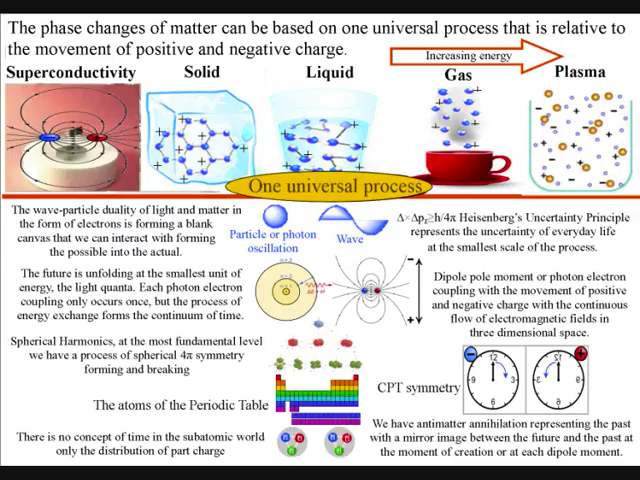 The phase changes of matter can be based on one universal process that is relative to
the movement of positive and negative charge.
Increasing energy
Superconductivity
Solid
Liquid
Gas
Plasma
One universal process
The wave-particle duality of light and matter in
the form of electrons is forming a blank
canvas that we can interact with forming
the possible into the actual.
Particle or photon
oscillation
Wave
Δ×Δpₓ≥h/4π Heisenberg's Uncertainty Principle
represents the uncertainty of everyday life
at the smallest scale of the process.
The future is unfolding at the smallest unit of
energy, the light quanta. Each photon electron
coupling only occurs once, but the process of
energy exchange forms the continuum of time.
Dipole pole moment or photon electron
coupling with the movement of positive
and negative charge with the continuous
flow of electromagnetic fields in
three dimensional space.
Spherical Harmonics, at the most fundamental level
we have a process of spherical 4π symmetry
forming and breaking
CPT symmetry
12
3
6
9
12
3
6
9
The atoms of the Periodic Table
There is no concept of time in the subatomic world
only the distribution of part charge
We have antimatter annihilation representing the past
with a mirror image between the future and the past at
the moment of creation or at each dipole moment.